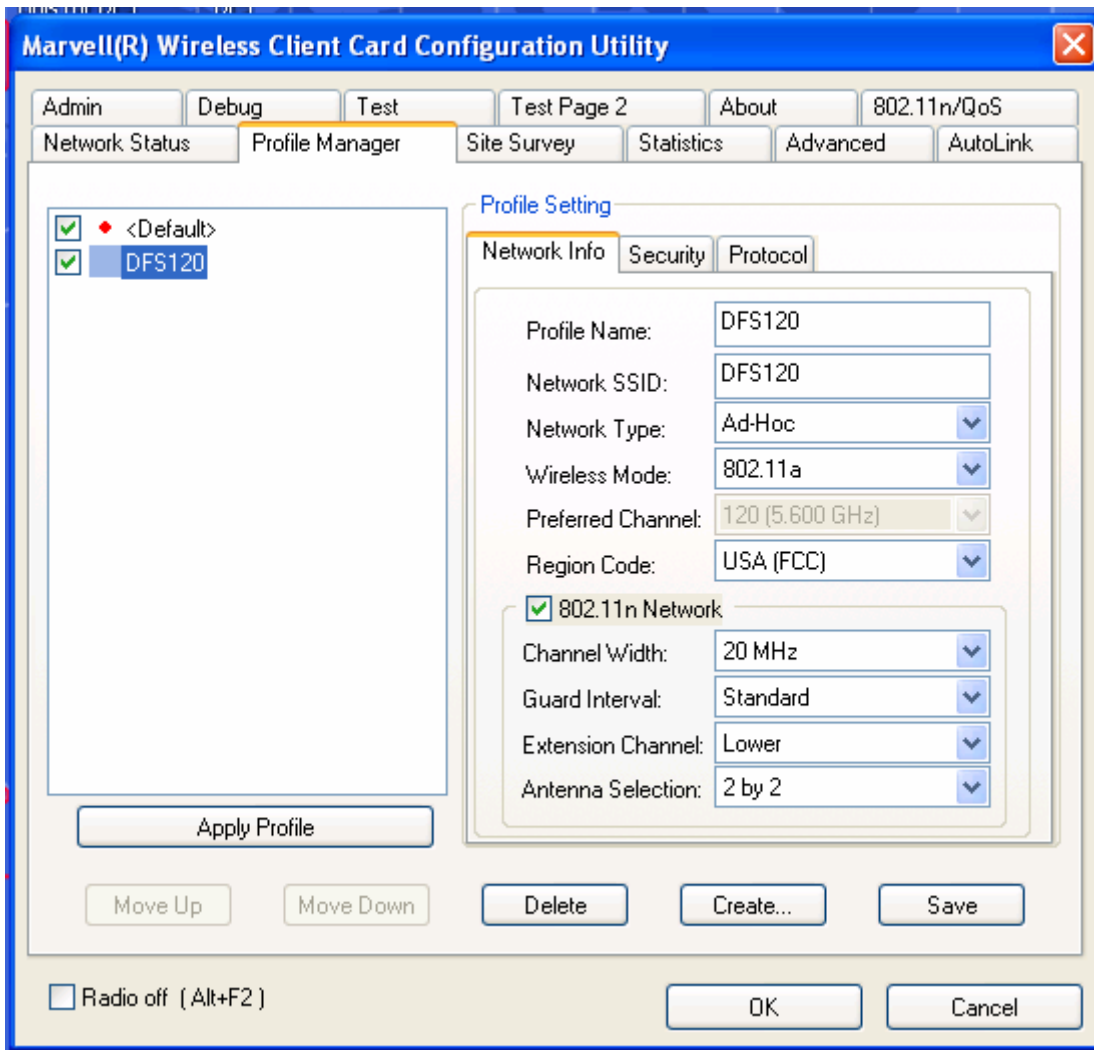 Marvell(R) Wireless Client Card Configuration Utility
Admin Debug Test Test Page 2 About 802.11n/QoS
Network Status Profile Manager Site Survey Statistics Advanced AutoLink
<Default>
DFS120
Profile Setting
Network Info Security Protocol
Profile Name: DFS120
Network SSID: DFS120
Network Type: Ad-Hoc
Wireless Mode: 802.11a
Preferred Channel: 120 (5.600 GHz)
Region Code: USA (FCC)
802.11n Network
Channel Width: 20 MHz
Guard Interval: Standard
Extension Channel: Lower
Antenna Selection: 2 by 2
Apply Profile
Move Up Move Down Delete Create... Save
Radio off ( Alt+F2 )
OK Cancel